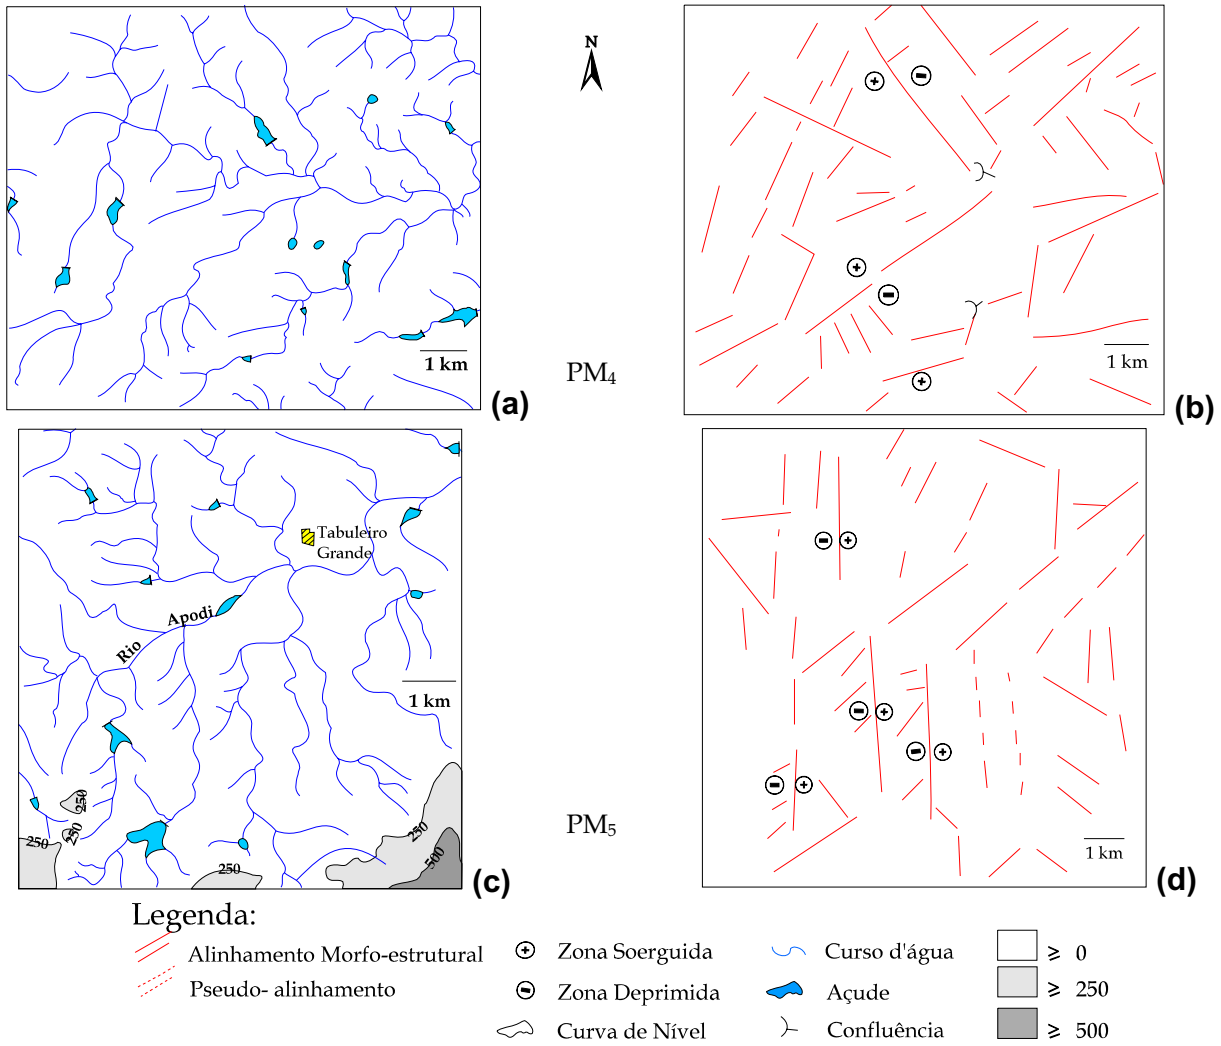 N
1 km
(a)
PM4
1 km
(b)
Tabuleiro
Grande
Apodi
Rio
1 km
250
250
250
250
250
500
(c)
PM5
1 km
(d)
Legenda:
Alinhamento Morfo-estrutural
Zona Soerguida
Curso d'água
≥ 0
Pseudo- alinhamento
Zona Deprimida
Açude
≥ 250
Curva de Nível
Confluência
≥ 500